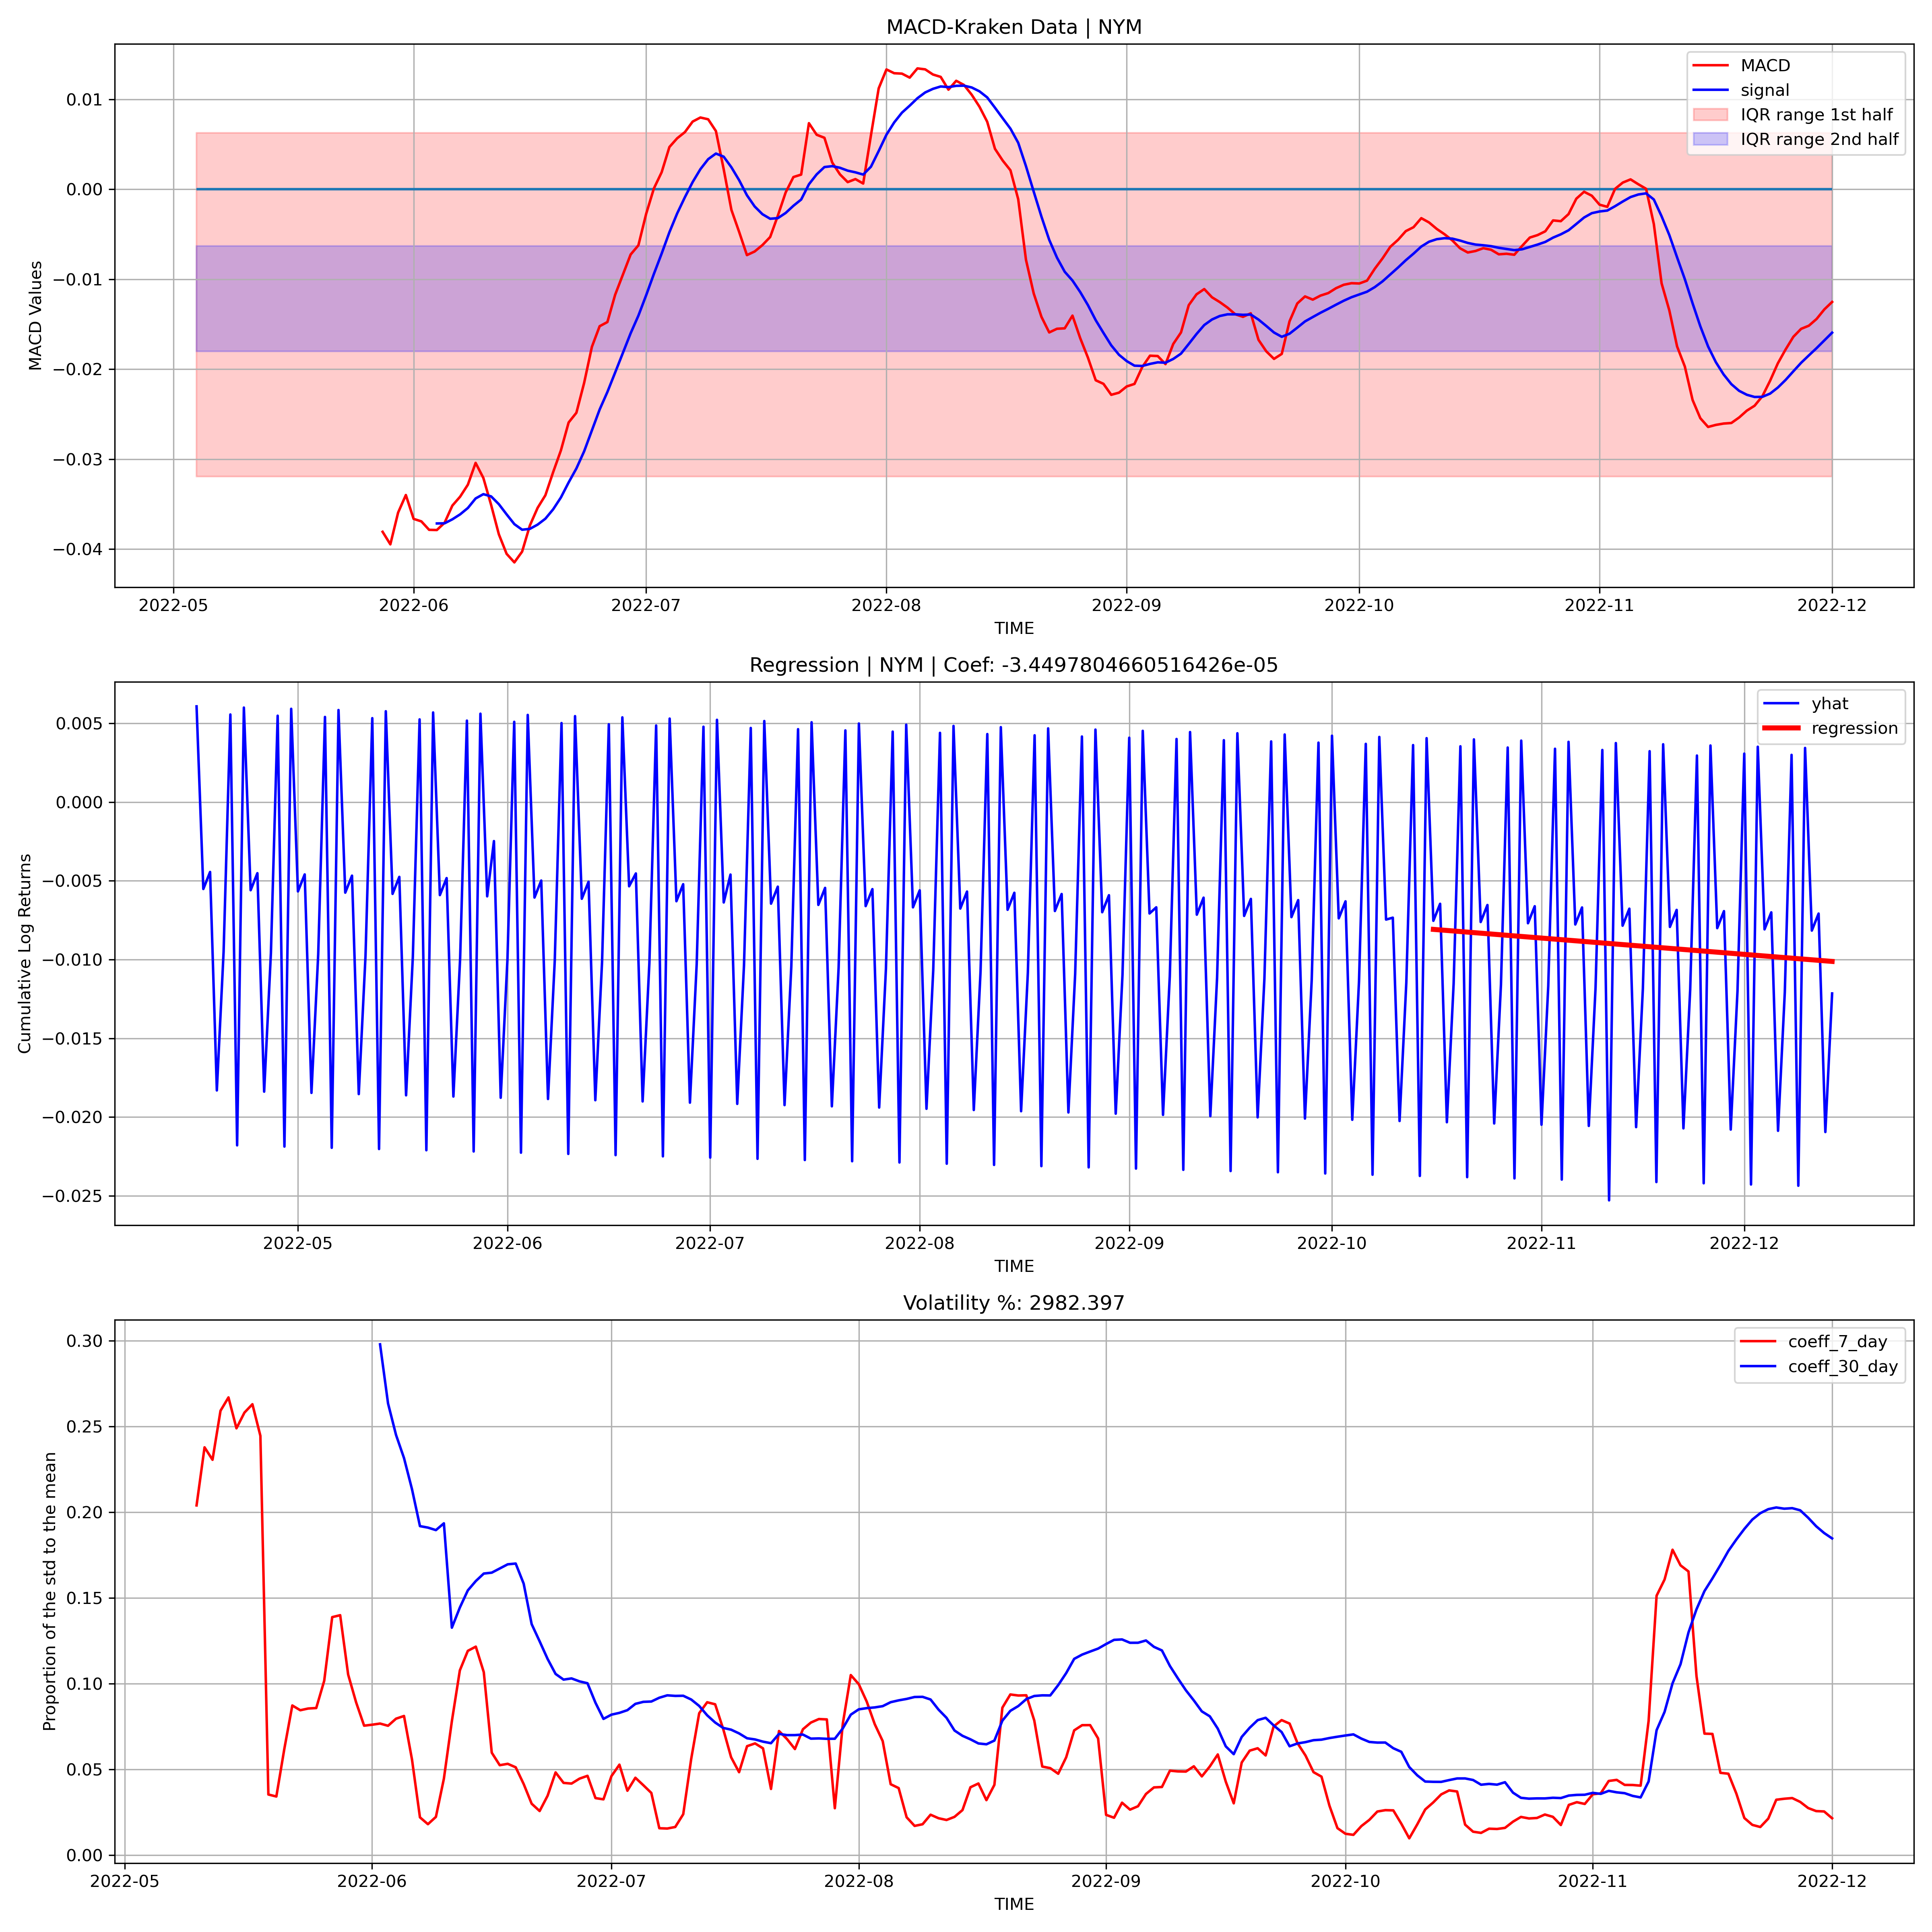 MACD-Kraken Data | NYM
MACD
signal
IQR range 1st half
IQR range 2nd half
0.01
0.00
−0.01
−0.02
−0.03
−0.04
MACD Values
2022-05 2022-06 2022-07 2022-08 2022-09 2022-10 2022-11 2022-12
TIME
Regression | NYM | Coef: -3.4497804660516426e-05
yhat
regression
0.005
0.000
−0.005
−0.010
−0.015
−0.020
−0.025
Cumulative Log Returns
2022-05 2022-06 2022-07 2022-08 2022-09 2022-10 2022-11 2022-12
TIME
Volatility %: 2982.397
coeff_7_day
coeff_30_day
0.30
0.25
0.20
0.15
0.10
0.05
0.00
Proportion of the std to the mean
2022-05 2022-06 2022-07 2022-08 2022-09 2022-10 2022-11 2022-12
TIME